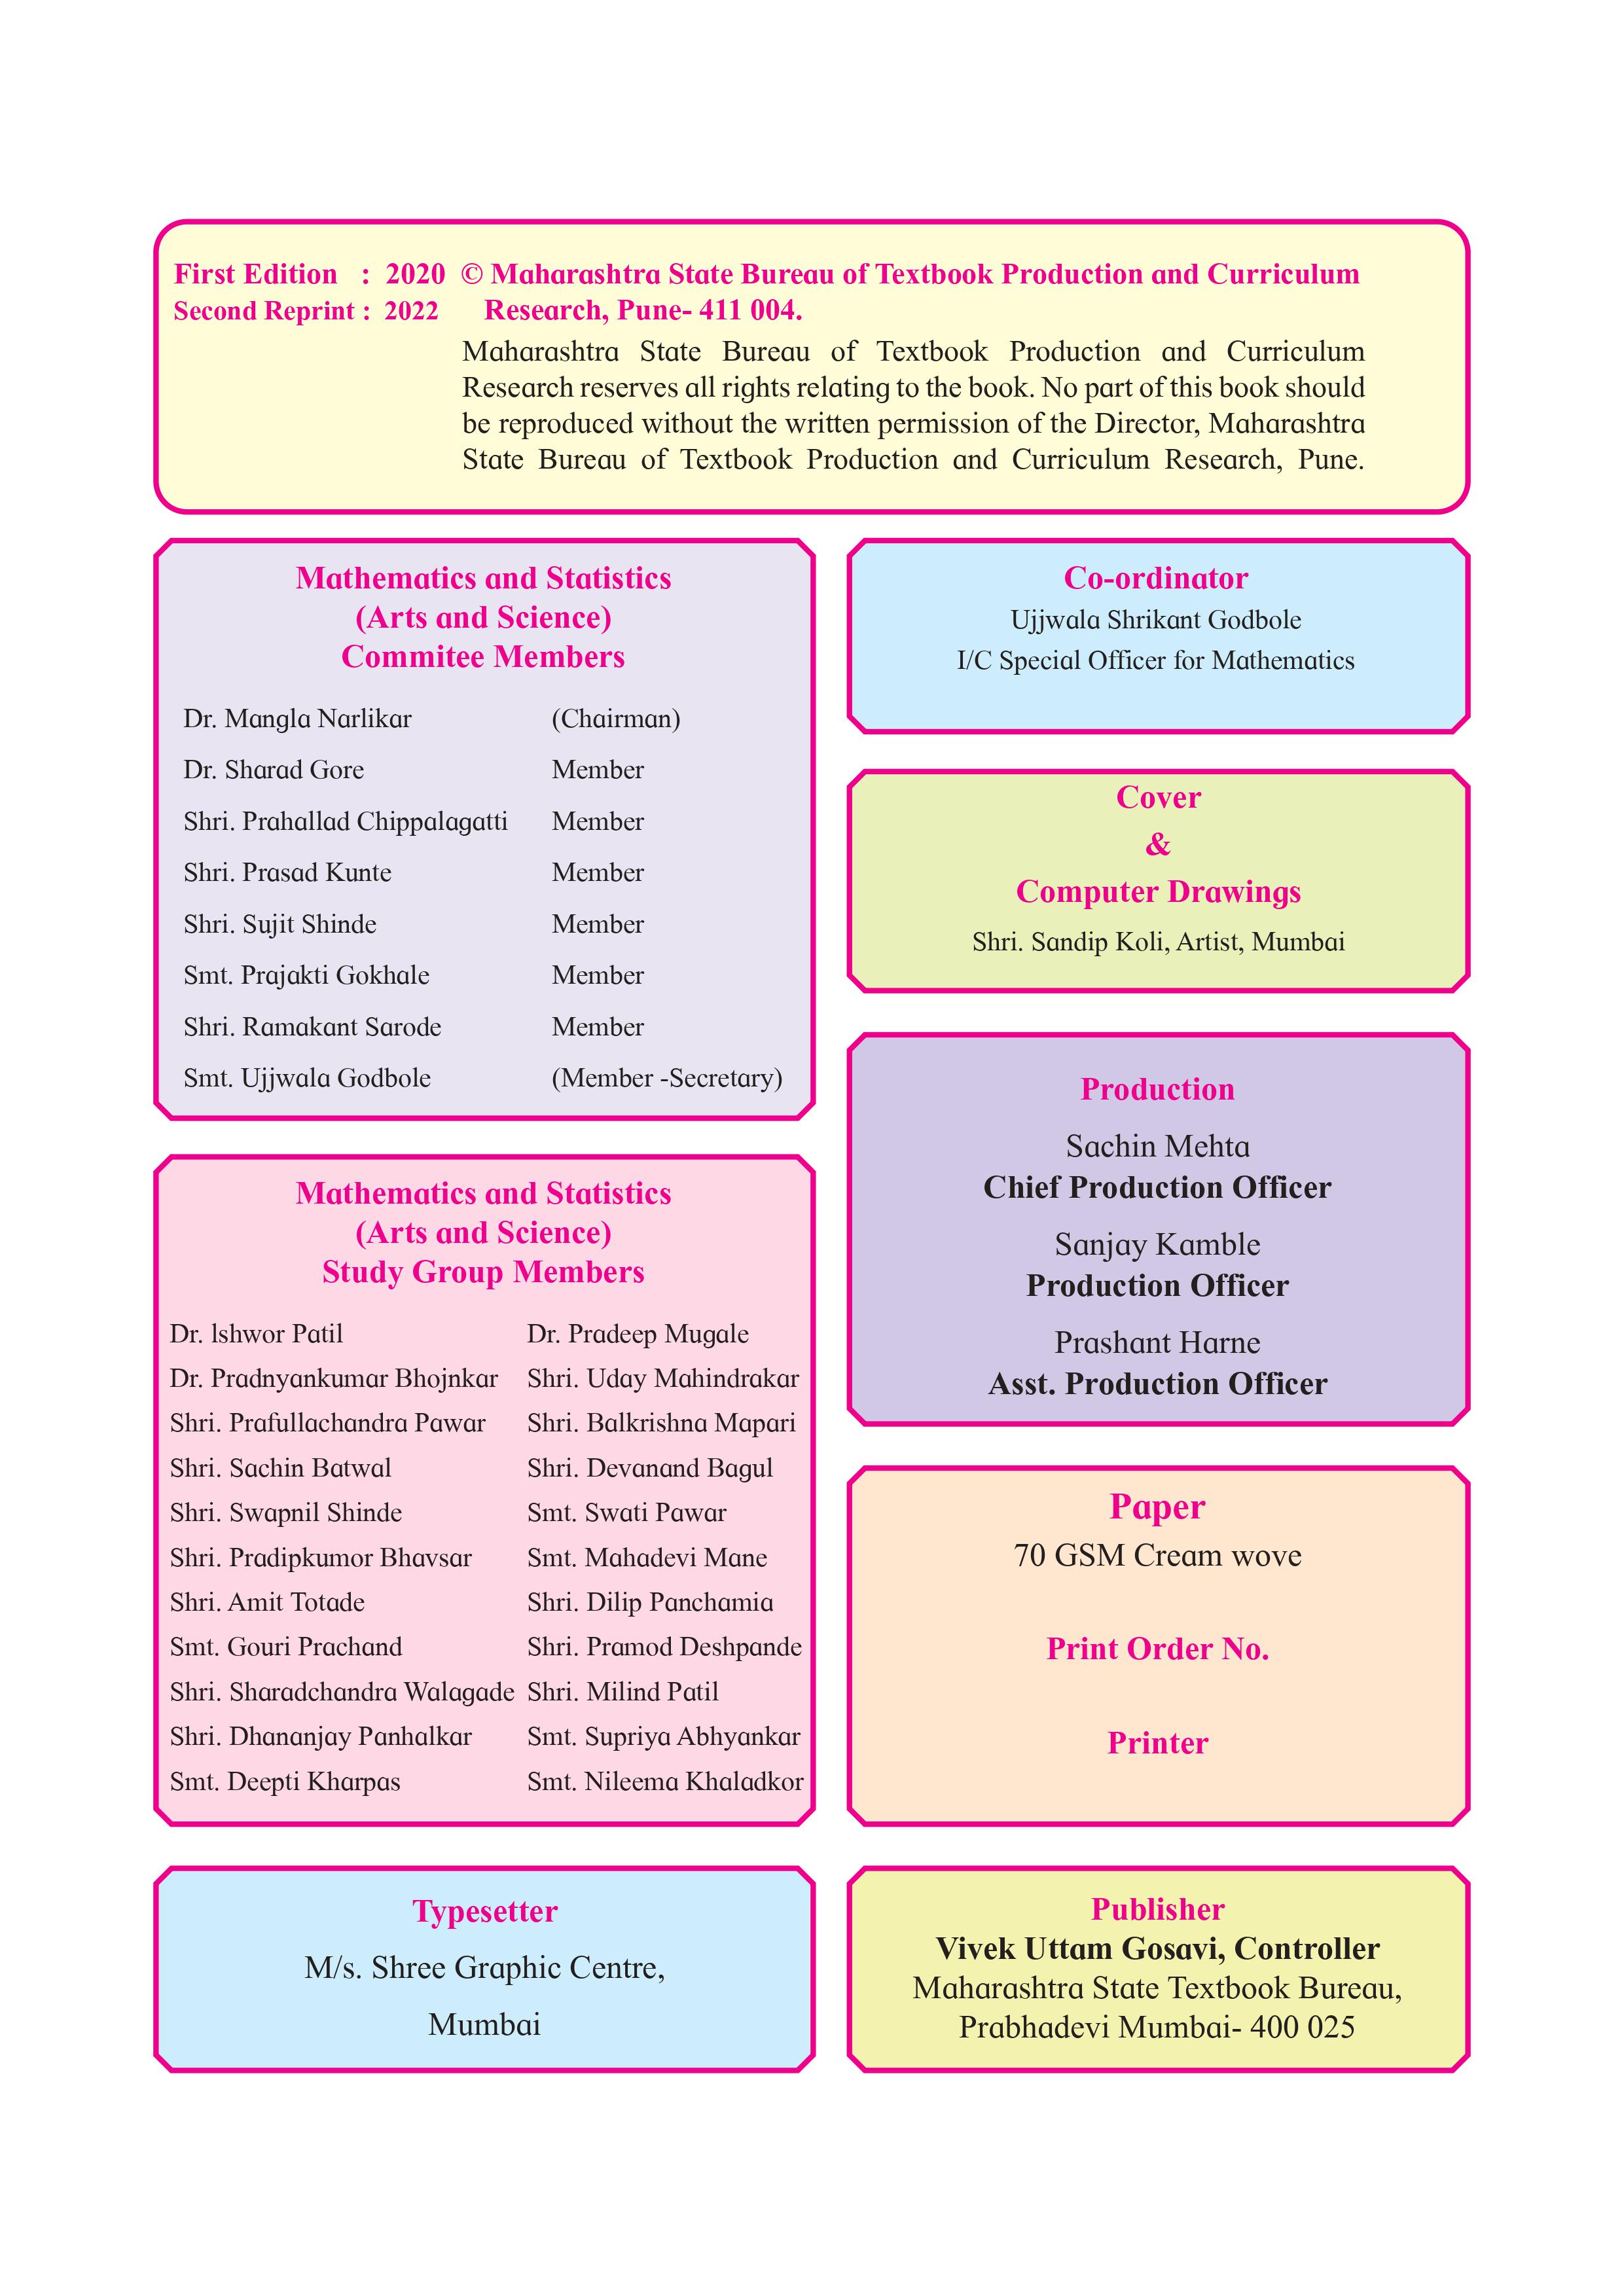 First Edition : 2020 © Maharashtra State Bureau of Textbook Production and Curriculum
Second Reprint : 2022 Research, Pune- 411 004.
Maharashtra State Bureau of Textbook Production and Curriculum
Research reserves all rights relating to the book. No part of this book should
be reproduced without the written permission of the Director, Maharashtra
State Bureau of Textbook Production and Curriculum Research, Pune.
Mathematics and Statistics
(Arts and Science)
Commitee Members
Dr. Mangla Narlikar (Chairman)
Dr. Sharad Gore Member
Shri. Prahallad Chippalagatti Member
Shri. Prasad Kunte Member
Shri. Sujit Shinde Member
Smt. Prajakti Gokhale Member
Shri. Ramakant Sarode Member
Smt. Ujjwala Godbole (Member -Secretary)
Mathematics and Statistics
(Arts and Science)
Study Group Members
Dr. lshwor Patil Dr. Pradeep Mugale
Dr. Pradnyankumar Bhojnkar Shri. Uday Mahindrakar
Shri. Prafullachandra Pawar Shri. Balkrishna Mapari
Shri. Sachin Batwal Shri. Devanand Bagul
Shri. Swapnil Shinde Smt. Swati Pawar
Shri. Pradipkumor Bhavsar Smt. Mahadevi Mane
Shri. Amit Totade Shri. Dilip Panchamia
Smt. Gouri Prachand Shri. Pramod Deshpande
Shri. Sharadchandra Walagade Shri. Milind Patil
Shri. Dhananjay Panhalkar Smt. Supriya Abhyankar
Smt. Deepti Kharpas Smt. Nileema Khaladkor
Typesetter
M/s. Shree Graphic Centre,
Mumbai
Co-ordinator
Ujjwala Shrikant Godbole
I/C Special Officer for Mathematics
Cover
&
Computer Drawings
Shri. Sandip Koli, Artist, Mumbai
Production
Sachin Mehta
Chief Production Officer
Sanjay Kamble
Production Officer
Prashant Harne
Asst. Production Officer
Paper
70 GSM Cream wove
Print Order No.
Printer
Publisher
Vivek Uttam Gosavi, Controller
Maharashtra State Textbook Bureau,
Prabhadevi Mumbai- 400 025